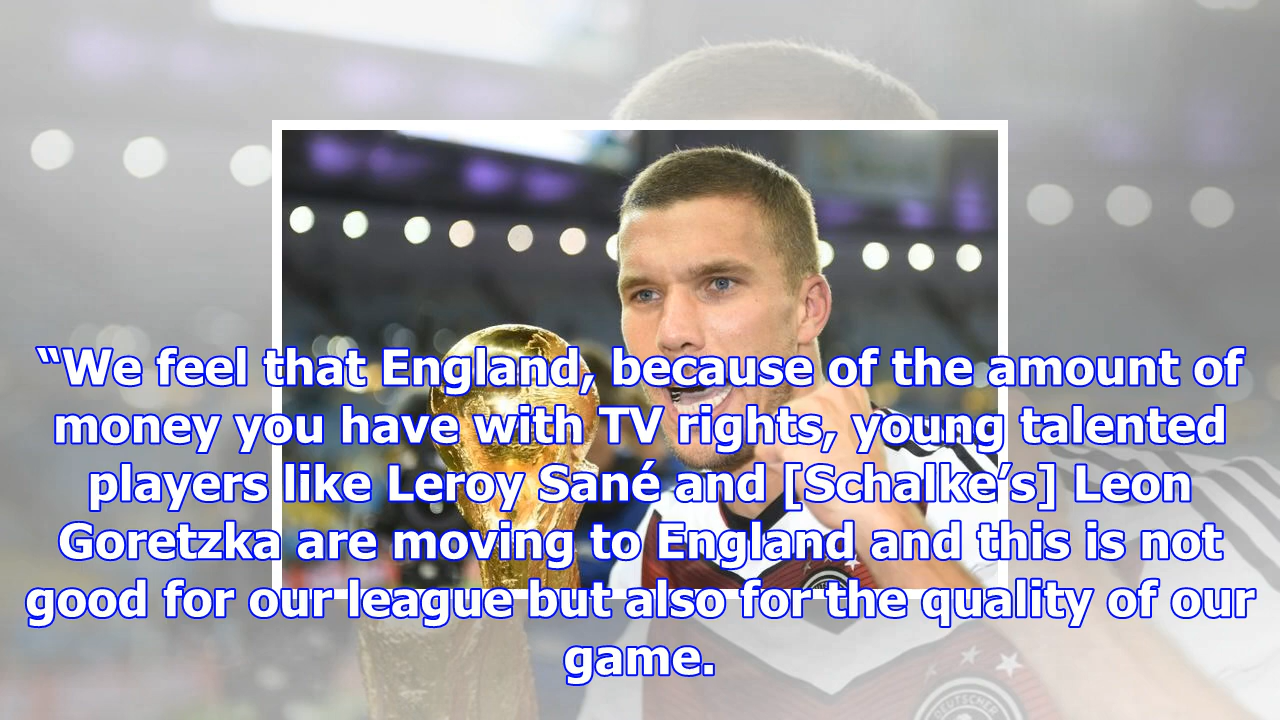 “We feel that England, because of the amount of
money you have with TV rights, young talented
players like Leroy Sané and [Schalke’s] Leon
Goretzka are moving to England and this is not
good for our league but also for the quality of our
game.
DEUTSCHER